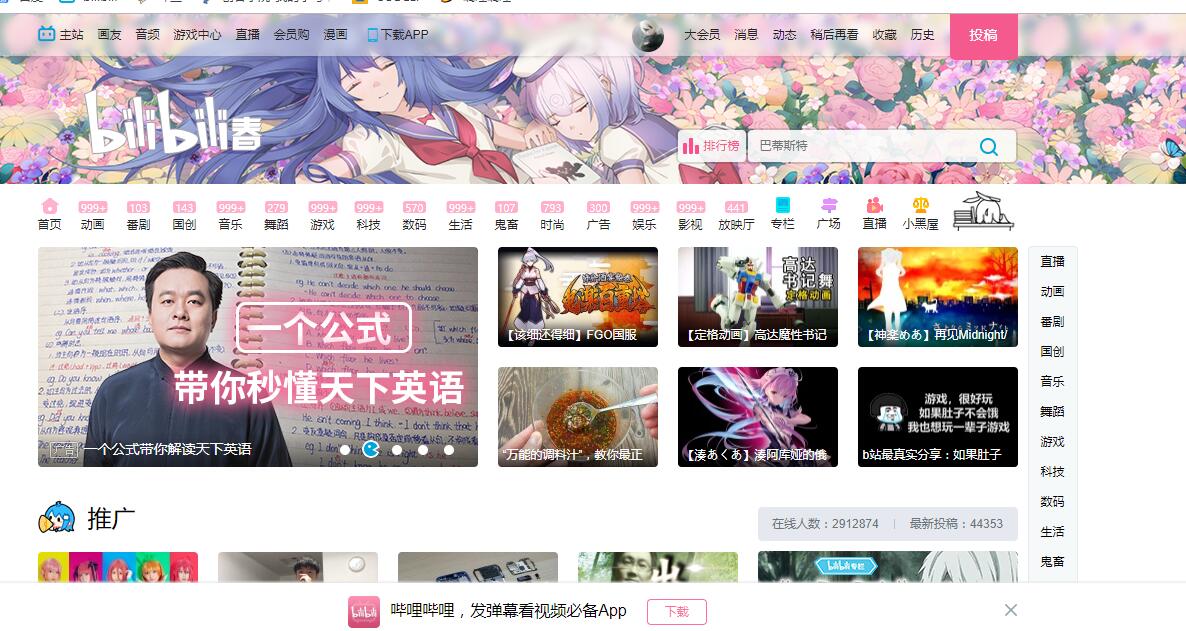 主站 画友 音频 游戏中心 直播 会员购 漫画 下载APP 大会员 消息 动态 稍后再看 收藏 历史 投稿
bilibili春
排行榜 巴蒂斯特
999+ 103 143 999+ 279 999+ 999+ 570 999+ 107 793 300 999+ 999+ 441
首页 动画 番剧 国创 音乐 舞蹈 游戏 科技 数码 生活 鬼畜 时尚 广告 娱乐 影视 放映厅 专栏 广场 直播 小黑屋
一个公式
带你秒懂天下英语
广告 一个公式带你解读天下英语
【该细还得细】FGO国服
高达
书记舞
定格动画
【定格动画】高达魔性书记
【神楽めあ】再见Midnight/
“万能的调料汁”，教你最正
【湊あくあ】湊阿库娅的俄
游戏，很好玩
如果肚子不会饿
我也想玩一辈子游戏
b站最真实分享：如果肚子
直播
动画
番剧
国创
音乐
舞蹈
游戏
科技
数码
生活
鬼畜
推广
在线人数：2912874 最新投稿：44353
bilibili专栏
bilibili 哔哩哔哩，发弹幕看视频必备App 下载